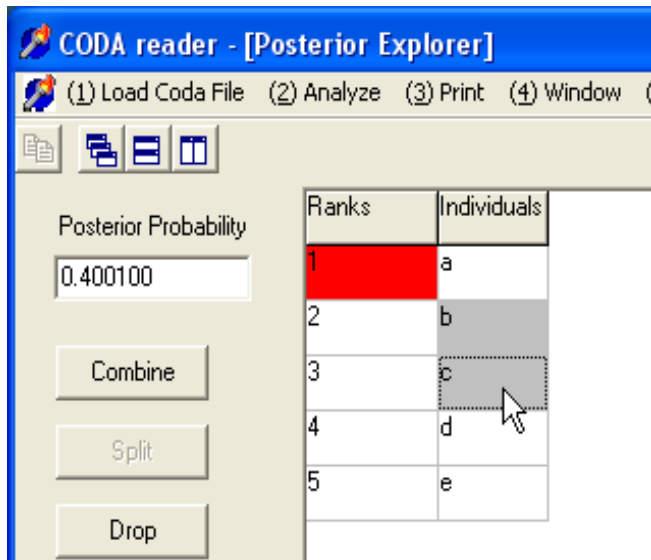 CODA reader - [Posterior Explorer]
(1) Load Coda File (2) Analyze (3) Print (4) Window (
Posterior Probability
0.400100
Combine
Split
Drop
Ranks Individuals
1 a
2 b
3 c
4 d
5 e